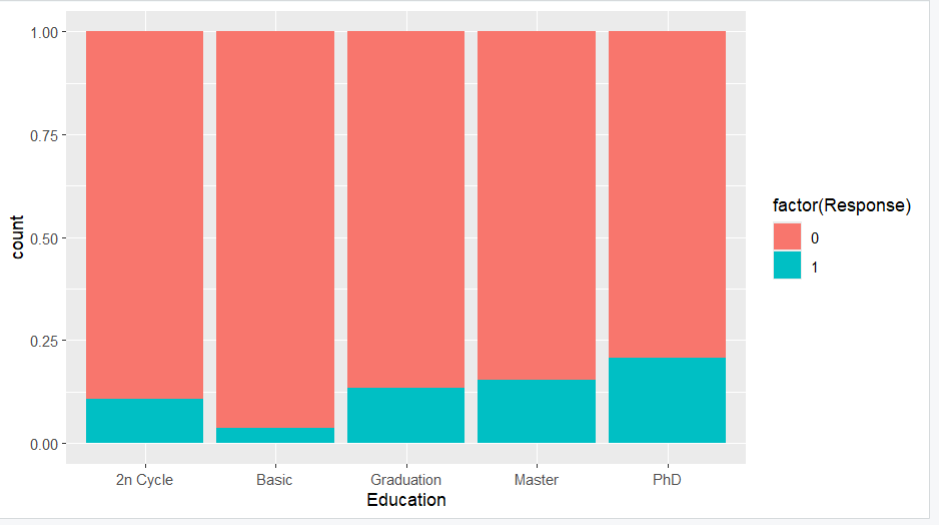 1.00
0.75
0.50
0.25
0.00
count
2n Cycle Basic Graduation Master PhD
Education
factor(Response)
0
1